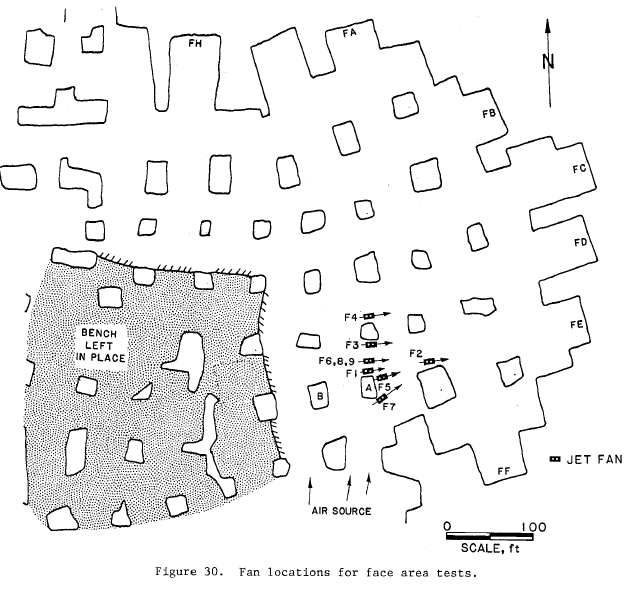 FH
FA
N
FB
FC
FD
F4
FE
BENCH
LEFT
IN PLACE
F3
F6,8,9
F2
F1
B
A
F5
F7
JET FAN
FF
AIR SOURCE
0 100
SCALE, ft
Figure 30. Fan locations for face area tests.